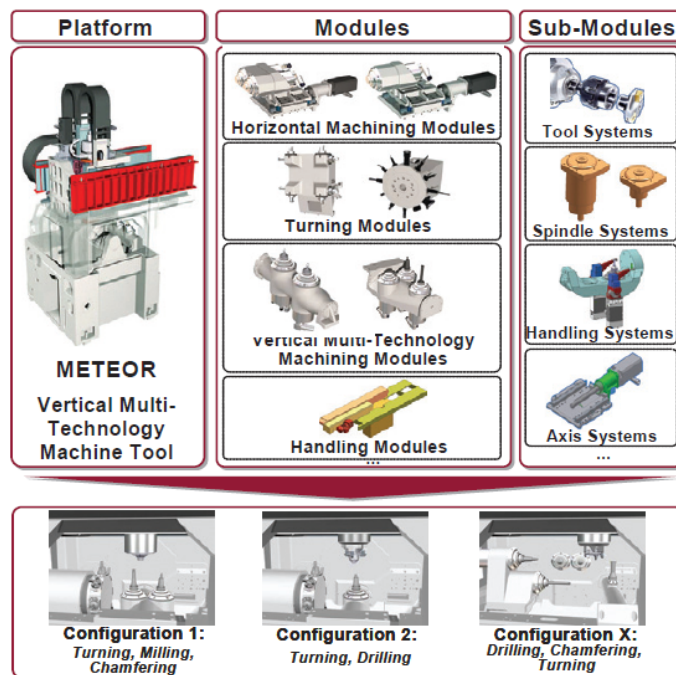 Platform
Modules
Sub-Modules
METEOR
Vertical Multi-
Technology
Machine Tool
Horizontal Machining Modules
Turning Modules
Vertical Multi-Technology
Machining Modules
Handling Modules
...
Tool Systems
Spindle Systems
Handling Systems
Axis Systems
...
Configuration 1:
Turning, Milling,
Chamfering
Configuration 2:
Turning, Drilling
Configuration X:
Drilling, Chamfering,
Turning